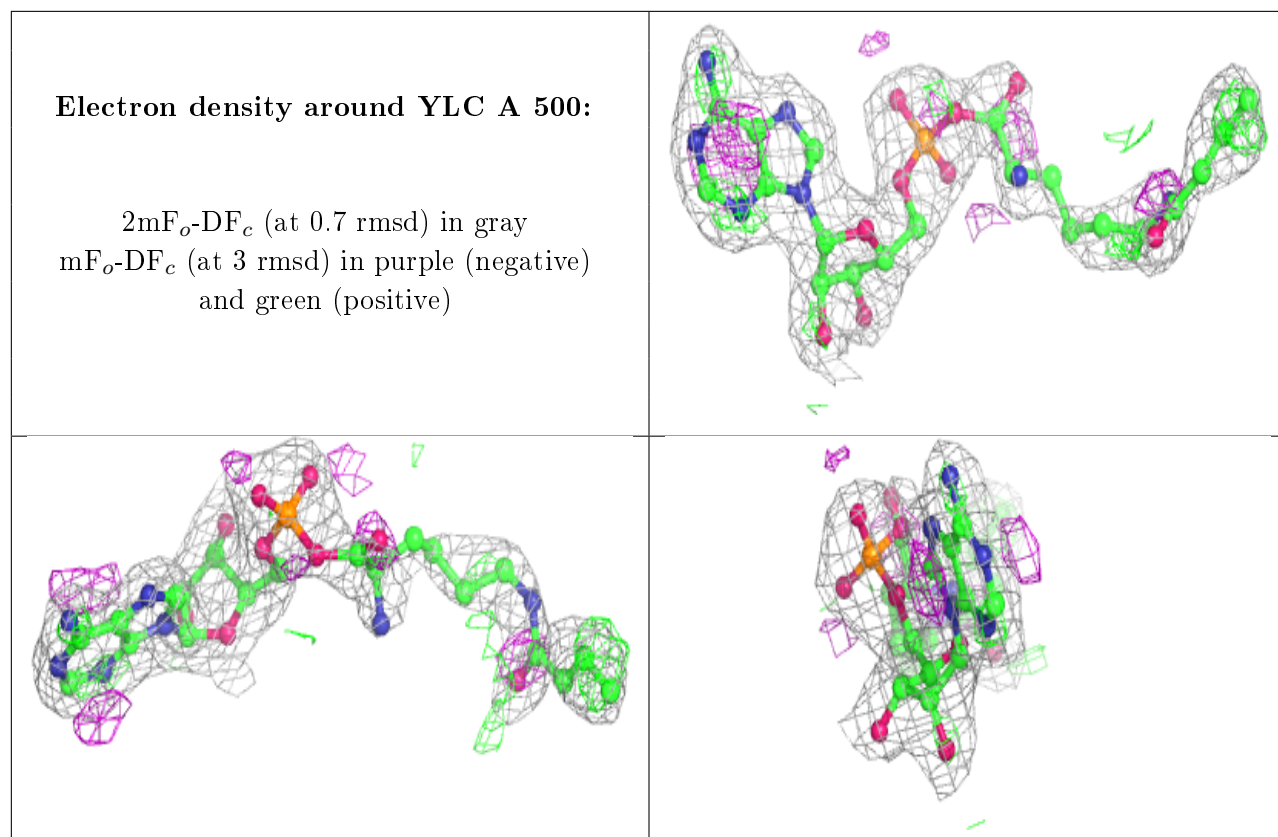 Electron density around YLC A 500:
2mFₒ-DF𝒸 (at 0.7 rmsd) in gray
mFₒ-DF𝒸 (at 3 rmsd) in purple (negative)
and green (positive)